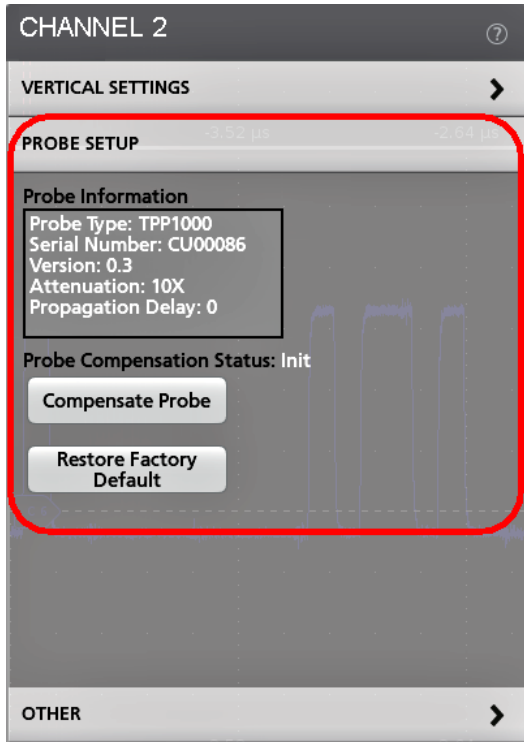 CHANNEL 2
?
VERTICAL SETTINGS
-3.52 µs
-2.64 µs
PROBE SETUP
Probe Information
Probe Type: TPP1000
Serial Number: CU00086
Version: 0.3
Attenuation: 10X
Propagation Delay: 0
Probe Compensation Status: Init
Compensate Probe
Restore Factory
Default
OTHER